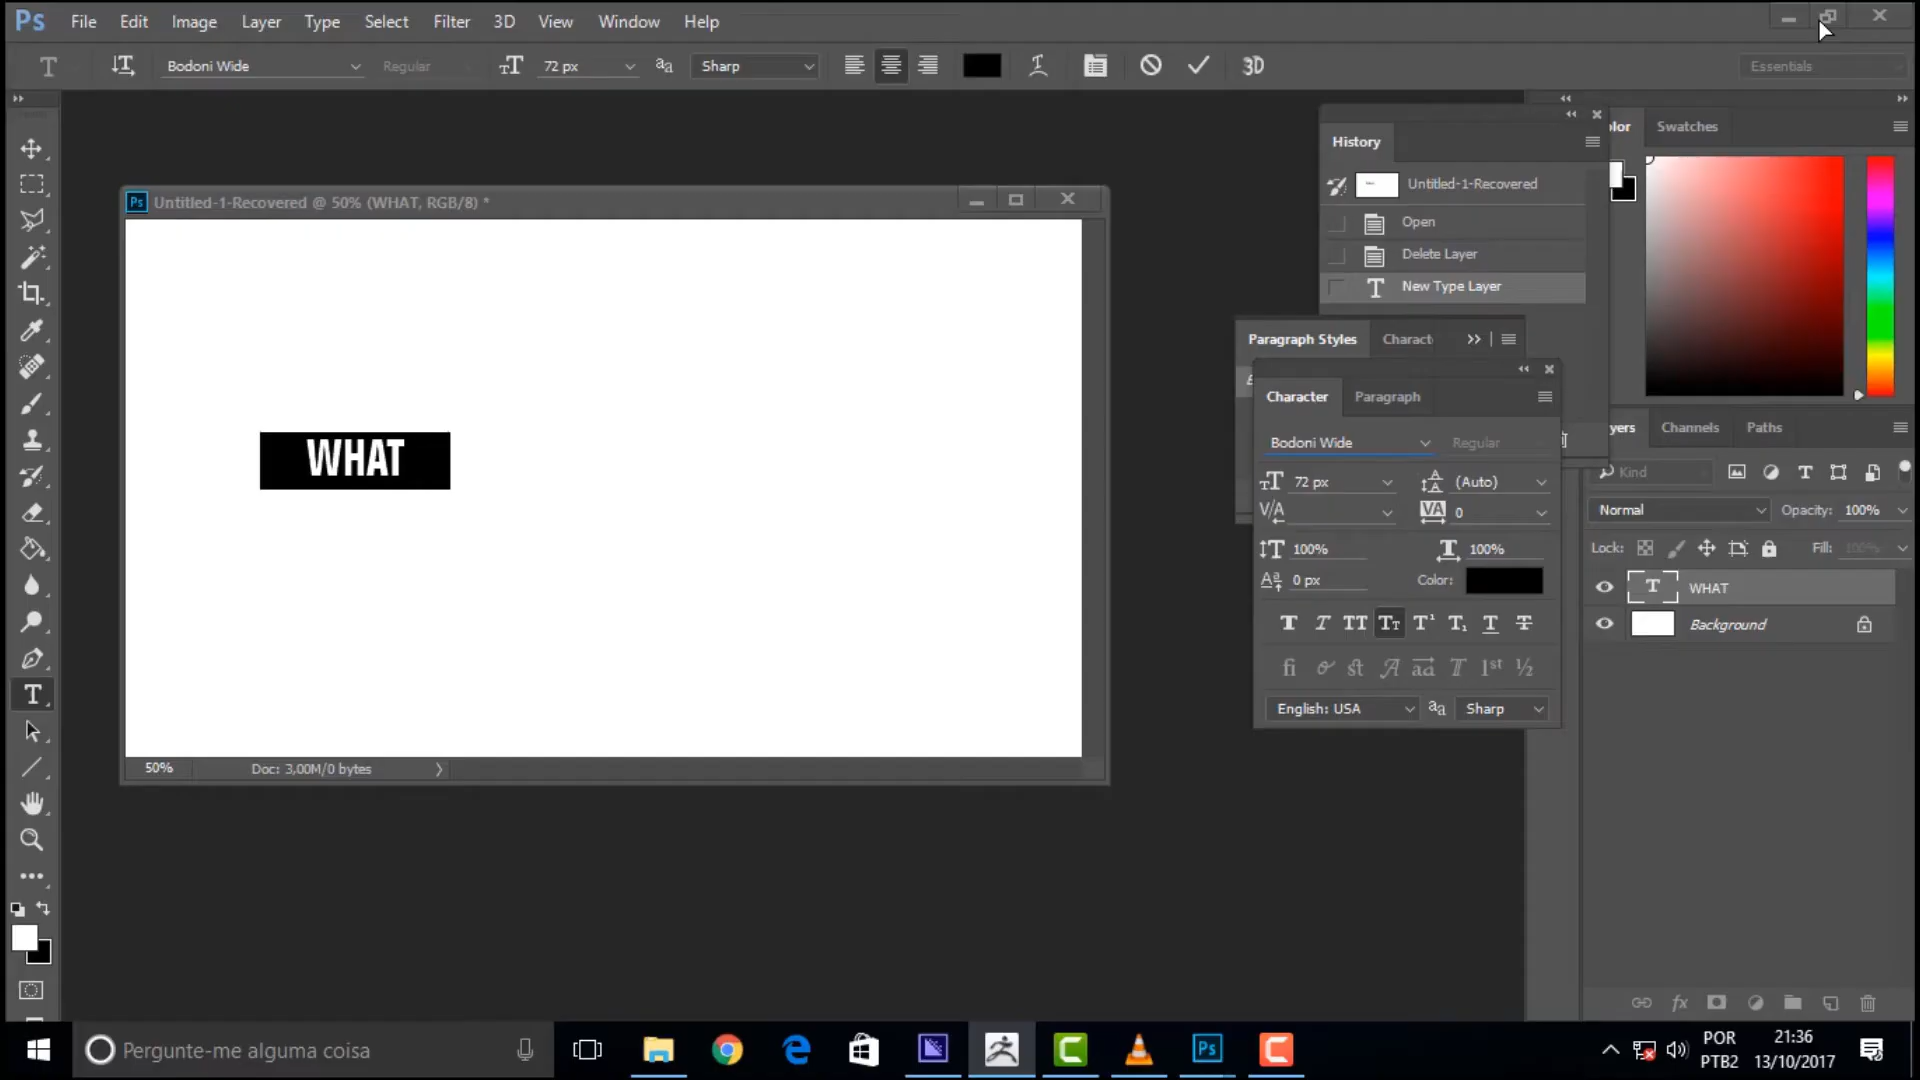 Ps File Edit Image Layer Type Select Filter 3D View Window Help
T Bodoni Wide Regular 72 px Sharp 3D Essentials
Untitled-1-Recovered @ 50% (WHAT, RGB/8) *
WHAT
50% Doc: 3,00M/0 bytes
History
Untitled-1-Recovered
Open
Delete Layer
New Type Layer
Paragraph Styles Charact
Character Paragraph
Bodoni Wide Regular
72 px (Auto)
V/A VA 0
100% 100%
0 px Color:
English: USA Sharp
olor Swatches
yers Channels Paths
Kind
Normal Opacity: 100%
Lock: Fill: 100%
WHAT
Background
Pergunte-me alguma coisa
POR
PTB2
21:36
13/10/2017